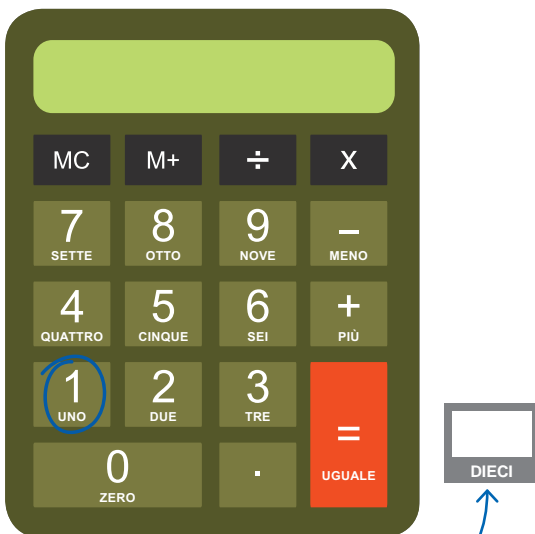 MC M+ ÷ X
7 8 9 –
SETTE OTTO NOVE MENO
4 5 6 +
QUATTRO CINQUE SEI PIÙ
1 2 3
UNO DUE TRE
=
0 .
ZERO UGUALE
DIECI